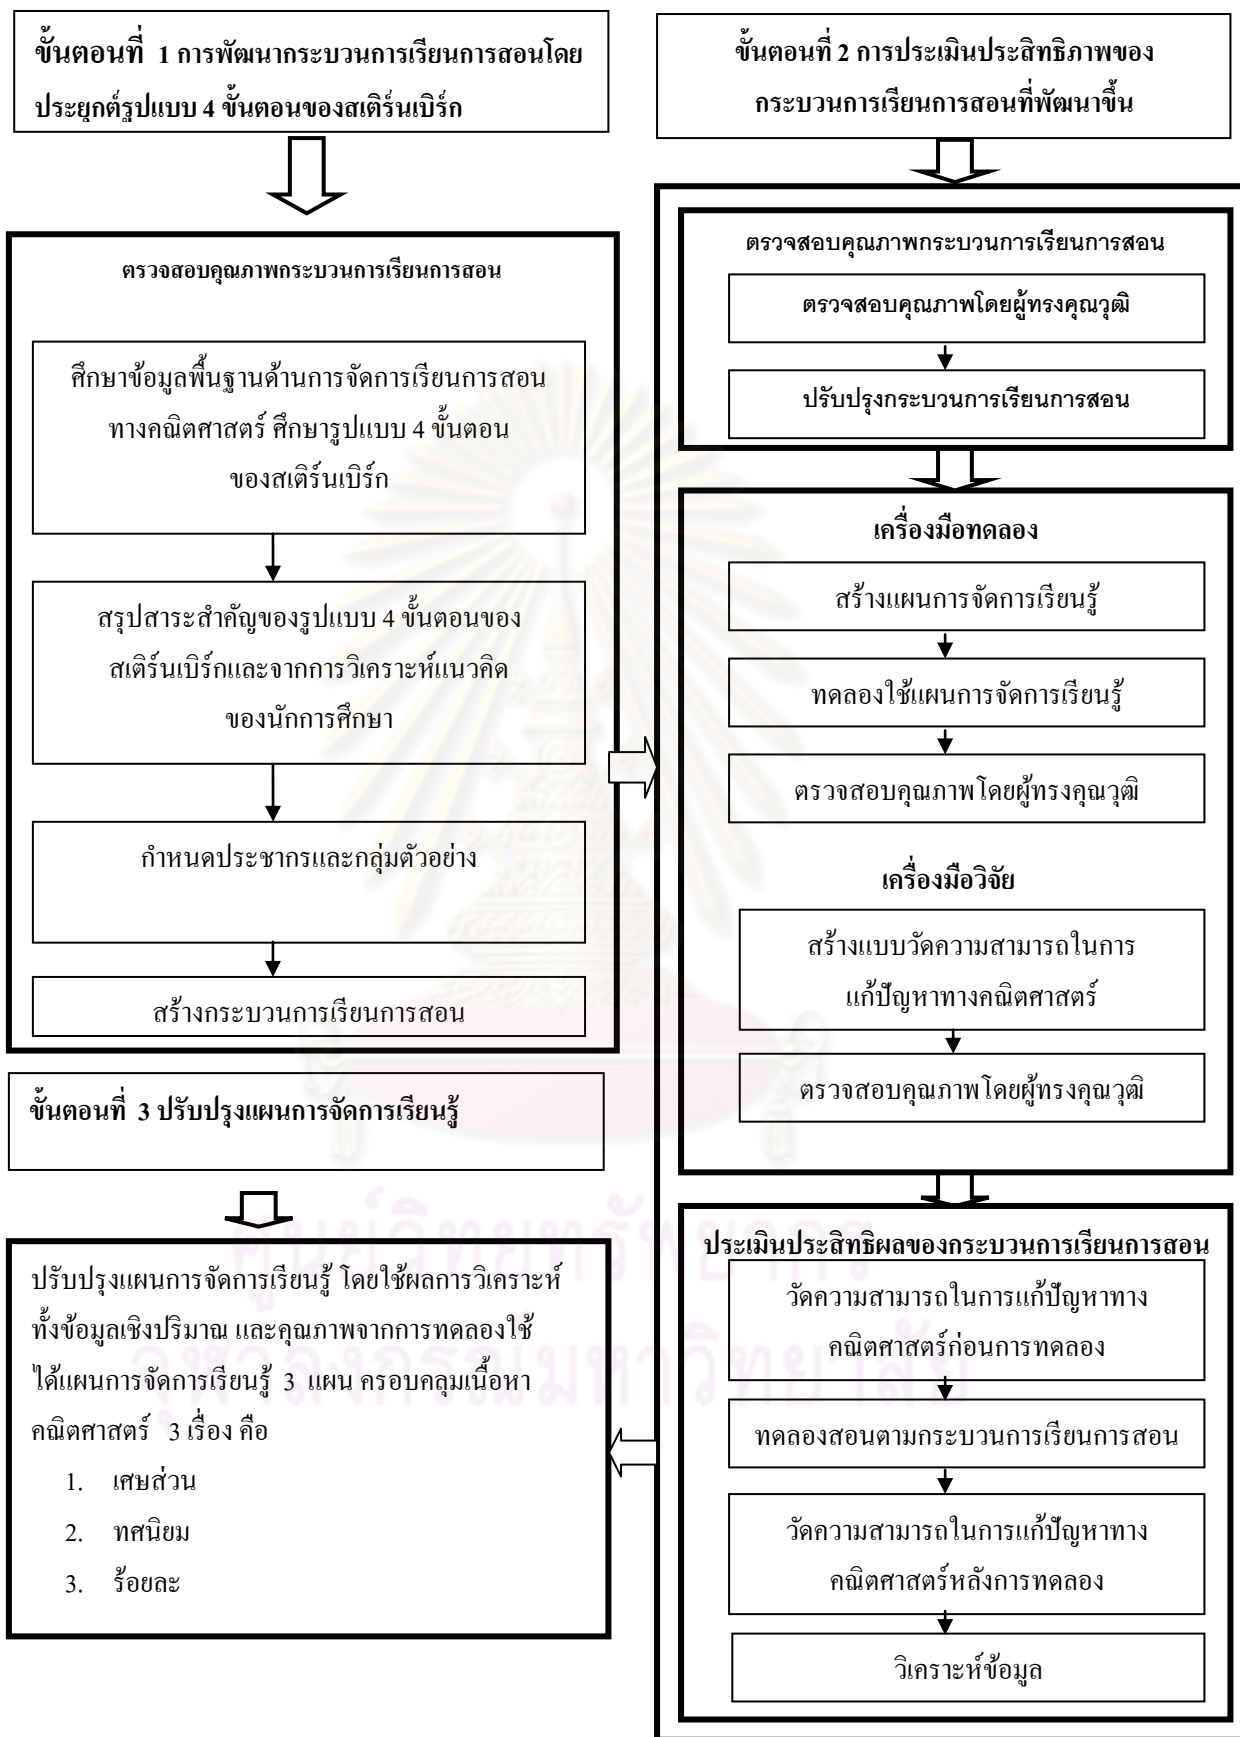 ขั้นตอนที่ 1 การพัฒนากระบวนการเรียนการสอนโดย
ประยุกต์รูปแบบ 4 ขั้นตอนของสเติร์นเบิร์ก
ตรวจสอบคุณภาพกระบวนการเรียนการสอน
ศึกษาข้อมูลพื้นฐานด้านการจัดการเรียนการสอน
ทางคณิตศาสตร์ ศึกษารูปแบบ 4 ขั้นตอน
ของสเติร์นเบิร์ก
สรุปสาระสำคัญของรูปแบบ 4 ขั้นตอนของ
สเติร์นเบิร์กและจากการวิเคราะห์แนวคิด
ของนักการศึกษา
กำหนดประชากรและกลุ่มตัวอย่าง
สร้างกระบวนการเรียนการสอน
ขั้นตอนที่ 2 การประเมินประสิทธิภาพของ
กระบวนการเรียนการสอนที่พัฒนาขึ้น
ตรวจสอบคุณภาพกระบวนการเรียนการสอน
ตรวจสอบคุณภาพโดยผู้ทรงคุณวุฒิ
ปรับปรุงกระบวนการเรียนการสอน
เครื่องมือทดลอง
สร้างแผนการจัดการเรียนรู้
ทดลองใช้แผนการจัดการเรียนรู้
ตรวจสอบคุณภาพโดยผู้ทรงคุณวุฒิ
เครื่องมือวิจัย
สร้างแบบวัดความสามารถในการ
แก้ปัญหาทางคณิตศาสตร์
ตรวจสอบคุณภาพโดยผู้ทรงคุณวุฒิ
ประเมินประสิทธิผลของกระบวนการเรียนการสอน
วัดความสามารถในการแก้ปัญหาทาง
คณิตศาสตร์ก่อนการทดลอง
ทดลองสอนตามกระบวนการเรียนการสอน
วัดความสามารถในการแก้ปัญหาทาง
คณิตศาสตร์หลังการทดลอง
วิเคราะห์ข้อมูล
ขั้นตอนที่ 3 ปรับปรุงแผนการจัดการเรียนรู้
ปรับปรุงแผนการจัดการเรียนรู้ โดยใช้ผลการวิเคราะห์
ทั้งข้อมูลเชิงปริมาณ และคุณภาพจากการทดลองใช้
ได้แผนการจัดการเรียนรู้ 3 แผน ครอบคลุมเนื้อหา
คณิตศาสตร์ 3 เรื่อง คือ
1. เศษส่วน
2. ทศนิยม
3. ร้อยละ
ศูนย์วิทยทรัพยากร
จุฬาลงกรณ์มหาวิทยาลัย